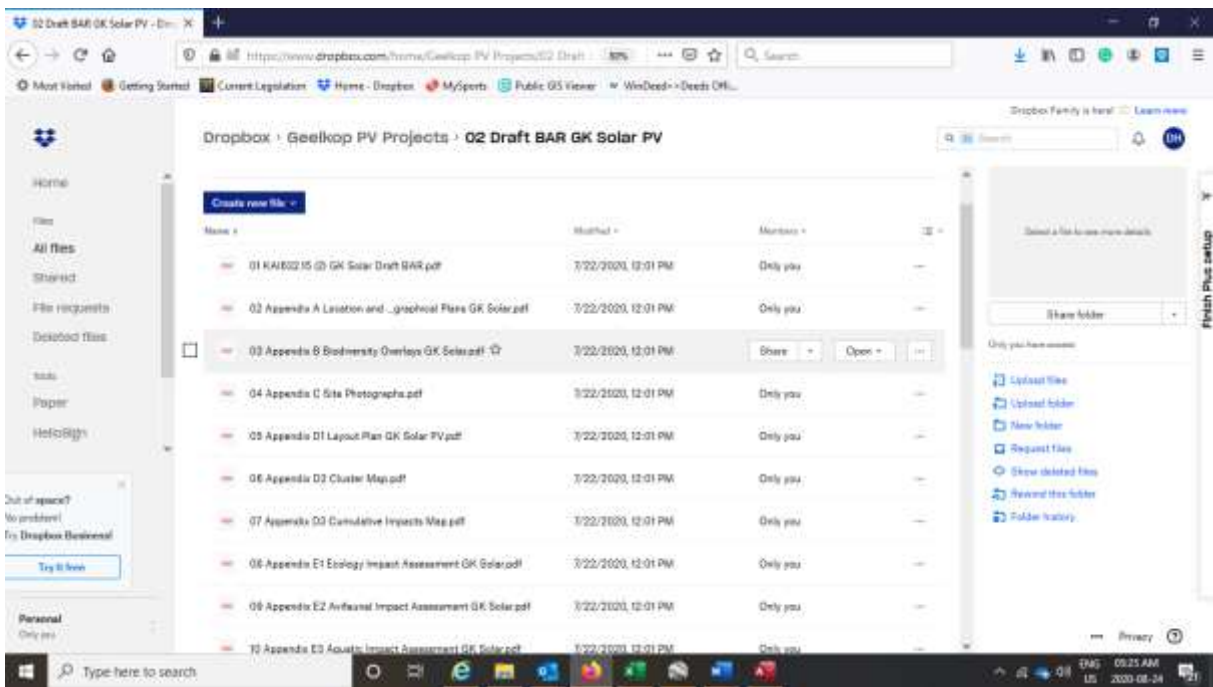 02 Draft BAR GK Solar PV - Dro
https://www.dropbox.com/home/Geelkop PV Projects/02 Draft
80%
Search
Most Visited
Getting Started
Current Legislation
Home - Dropbox
MySports
Public GIS Viewer
WinDeed>>Deeds Offi...
Dropbox Family is here!
Learn more
Dropbox › Geelkop PV Projects › 02 Draft BAR GK Solar PV
Search
DH
Home
Files
All files
Shared
File requests
Deleted files
Tools
Paper
HelloSign
Out of space?
No problem!
Try Dropbox Business!
Try it free
Personal
Only you
Create new file
Name
Modified
Members
01 (2) GK Solar Draft BAR.pdf
7/22/2020, 12:01 PM
Only you
02 Appendix A Location and ...graphical Plans GK Solar.pdf
7/22/2020, 12:01 PM
Only you
03 Appendix B Biodiversity Overlays GK Solar.pdf
7/22/2020, 12:01 PM
Share
Open
04 Appendix C Site Photographs.pdf
7/22/2020, 12:01 PM
Only you
05 Appendix D1 Layout Plan GK Solar PV.pdf
7/22/2020, 12:01 PM
Only you
06 Appendix D2 Cluster Map.pdf
7/22/2020, 12:01 PM
Only you
07 Appendix D3 Cumulative Impacts Map.pdf
7/22/2020, 12:01 PM
Only you
08 Appendix E1 Ecology Impact Assessment GK Solar.pdf
7/22/2020, 12:01 PM
Only you
09 Appendix E2 Avifaunal Impact Assessment GK Solar.pdf
7/22/2020, 12:01 PM
Only you
10 Appendix E3 Aquatic Impact Assessment GK Solar.pdf
7/22/2020, 12:01 PM
Only you
Select a file to see more details.
Share folder
Only you have access
Upload files
Upload folder
New folder
Request files
Show deleted files
Rewind this folder
Folder history
Finish Plus setup
Privacy
Type here to search
ENG
US
05:25 AM
2020-08-24